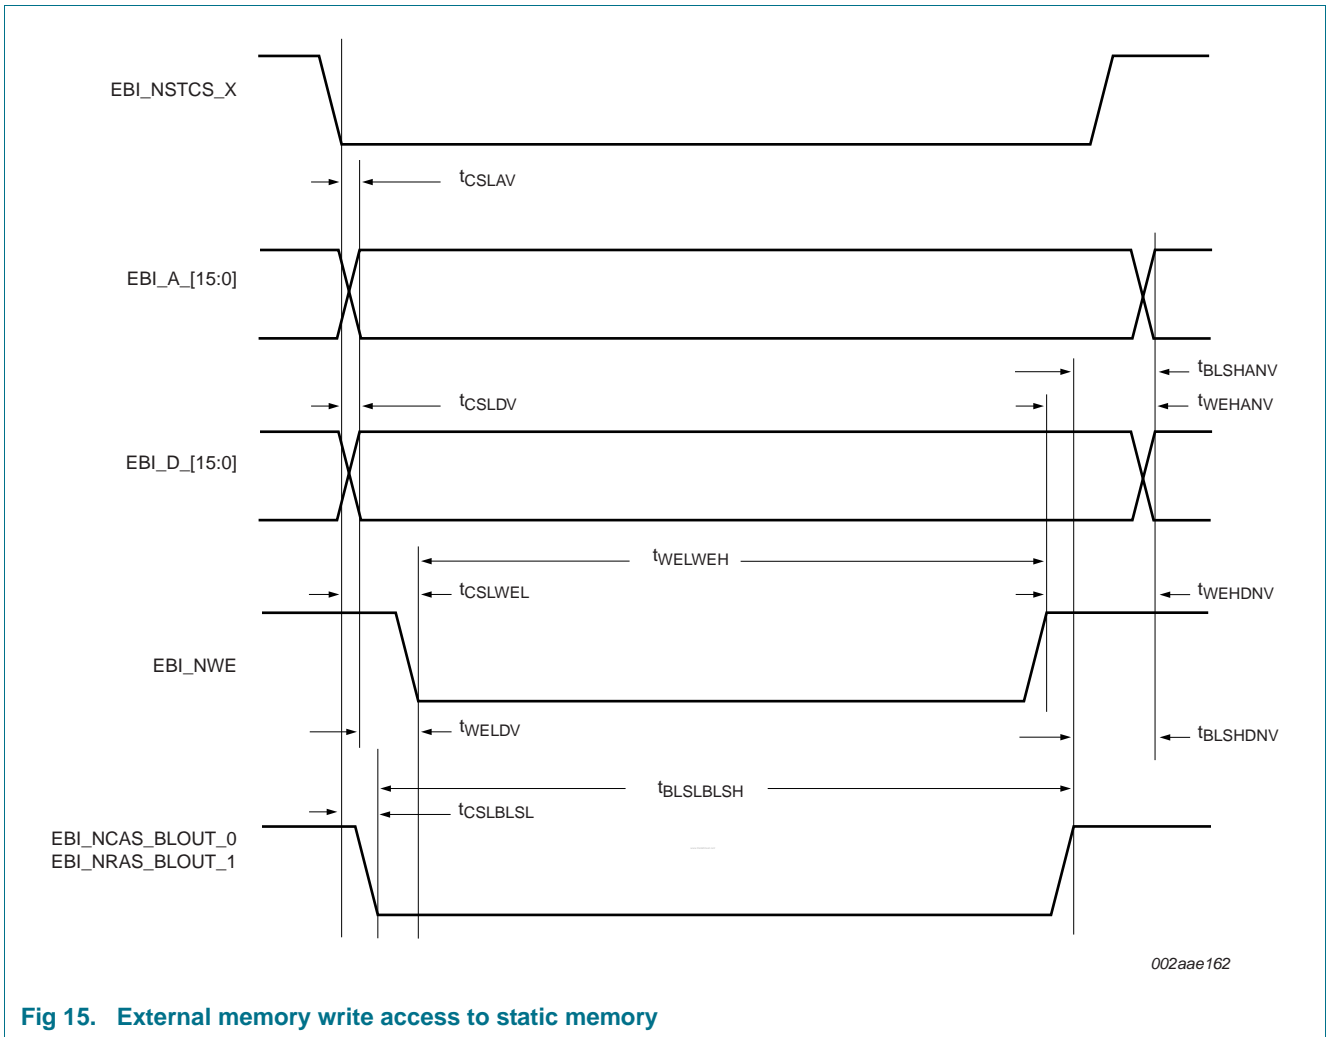 EBI_NSTCS_X
tCSLAV
EBI_A_[15:0]
tBLSHANV
tCSLDV
tWEHANV
EBI_D_[15:0]
tWELWEH
tCSLWEL
tWEHDNV
EBI_NWE
tWELDV
tBLSHDNV
tBLSLBLSH
tCSLBLSL
EBI_NCAS_BLOUT_0
EBI_NRAS_BLOUT_1
002aae162
Fig 15. External memory write access to static memory